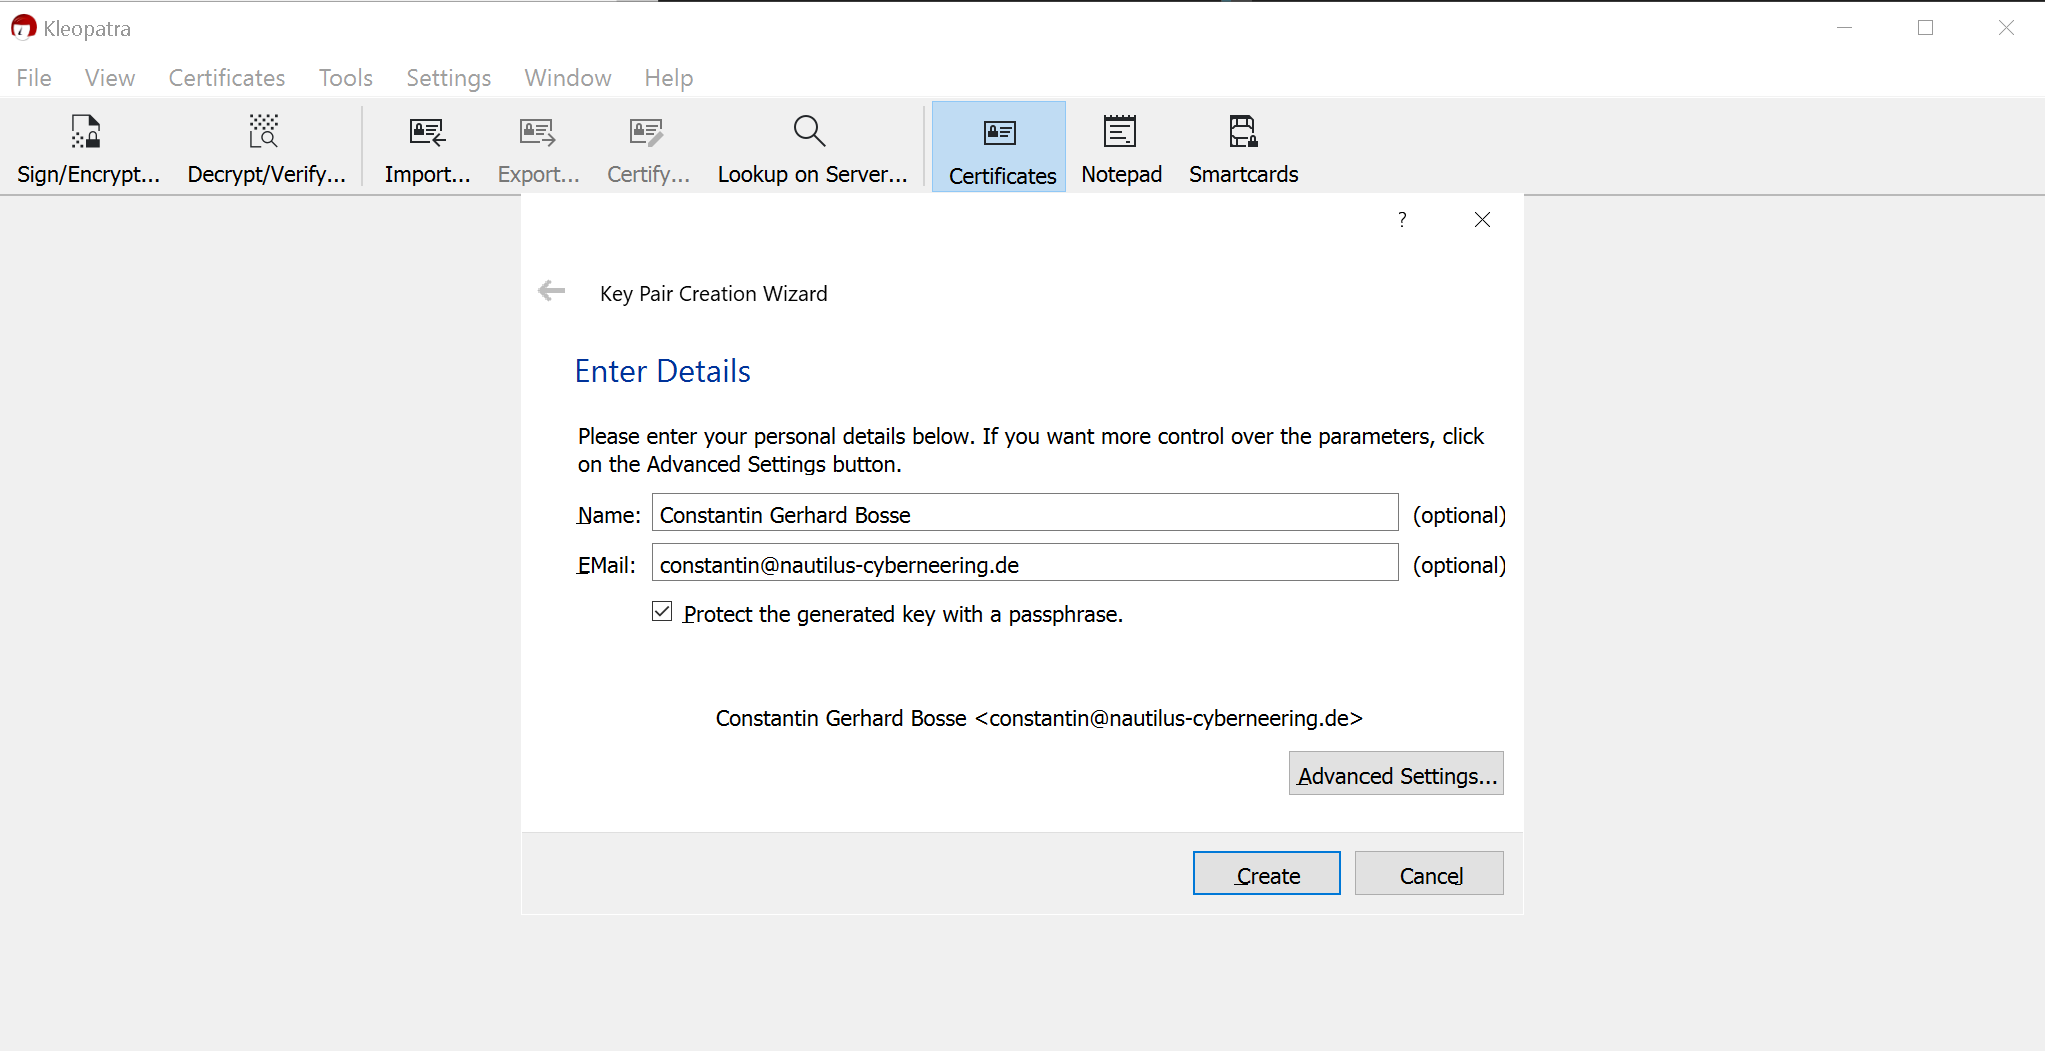 Kleopatra
File View Certificates Tools Settings Window Help
Sign/Encrypt... Decrypt/Verify... Import... Export... Certify... Lookup on Server... Certificates Notepad Smartcards
?
Key Pair Creation Wizard
Enter Details
Please enter your personal details below. If you want more control over the parameters, click
on the Advanced Settings button.
Name: Constantin Gerhard Bosse (optional)
EMail: constantin@nautilus-cyberneering.de (optional)
Protect the generated key with a passphrase.
Constantin Gerhard Bosse <constantin@nautilus-cyberneering.de>
Advanced Settings...
Create Cancel